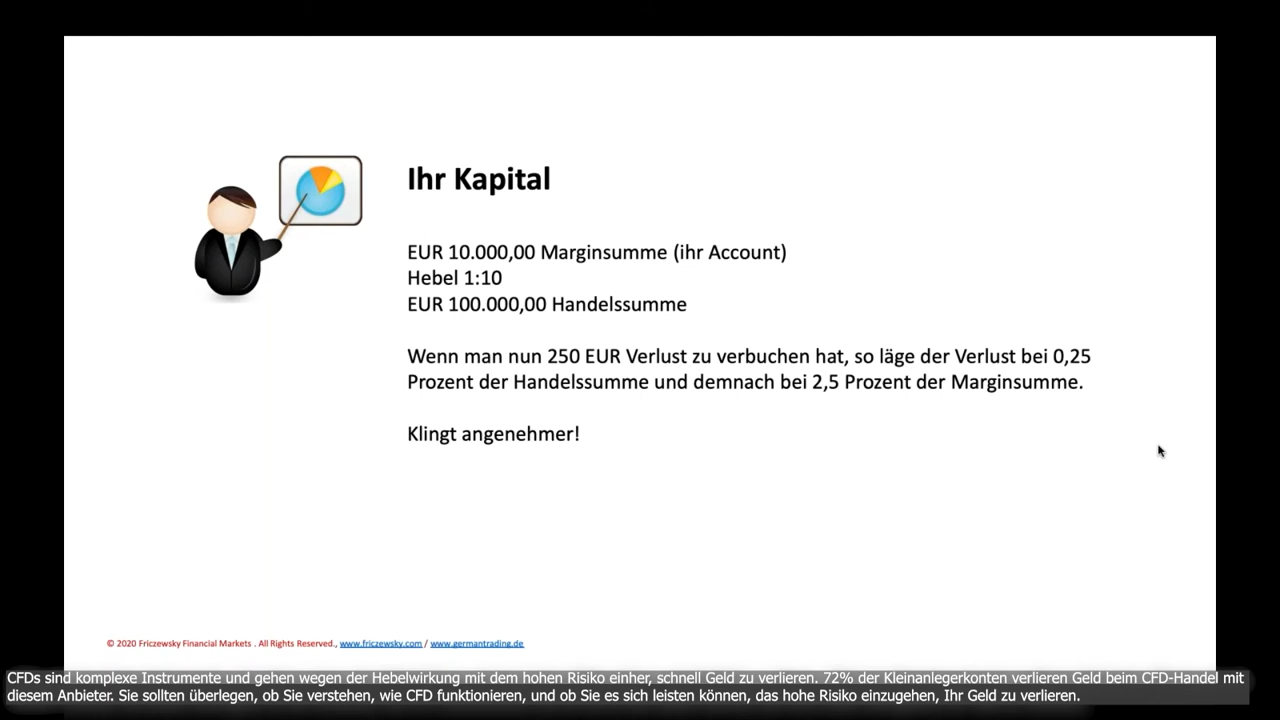 Ihr Kapital
EUR 10.000,00 Marginsumme (ihr Account)
Hebel 1:10
EUR 100.000,00 Handelssumme
Wenn man nun 250 EUR Verlust zu verbuchen hat, so läge der Verlust bei 0,25
Prozent der Handelssumme und demnach bei 2,5 Prozent der Marginsumme.
Klingt angenehmer!
© 2020 Friczewsky Financial Markets . All Rights Reserved., www.friczewsky.com / www.germantrading.de
CFDs sind komplexe Instrumente und gehen wegen der Hebelwirkung mit dem hohen Risiko einher, schnell Geld zu verlieren. 72% der Kleinanlegerkonten verlieren Geld beim CFD-Handel mit
diesem Anbieter. Sie sollten überlegen, ob Sie verstehen, wie CFD funktionieren, und ob Sie es sich leisten können, das hohe Risiko einzugehen, Ihr Geld zu verlieren.